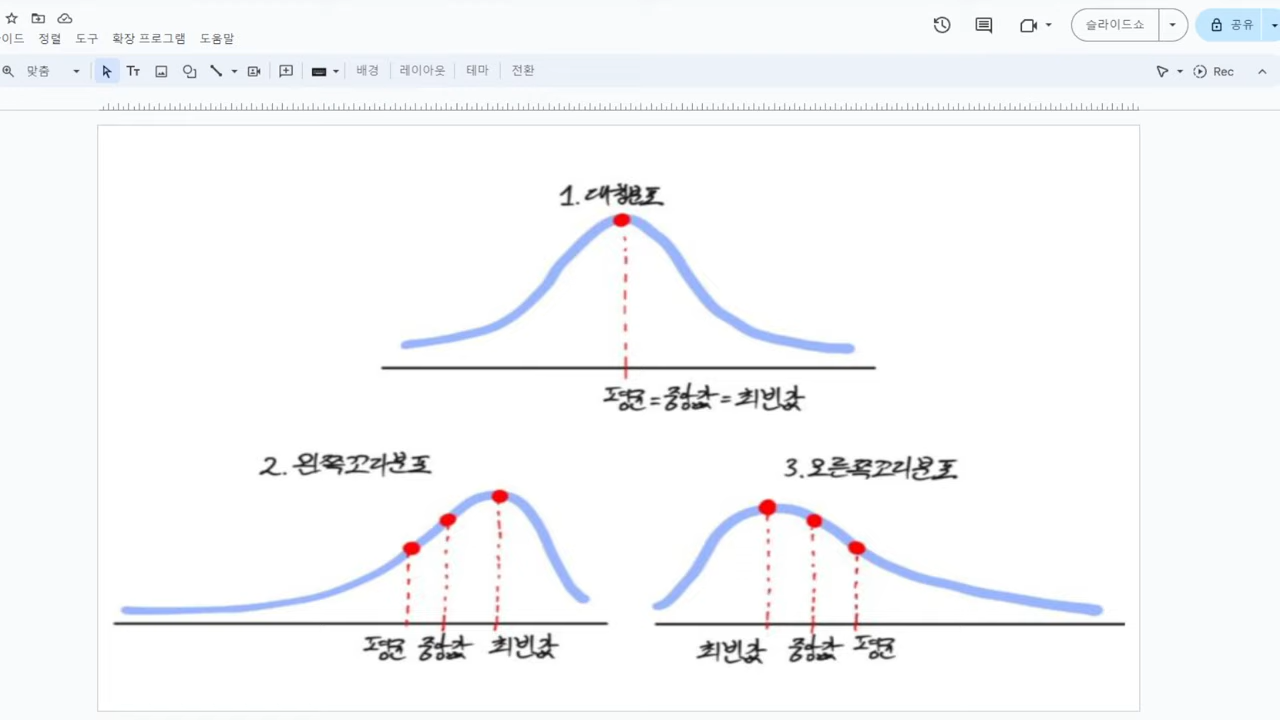 이드 정렬 도구 확장 프로그램 도움말
슬라이드쇼 공유
맞춤 Tт 배경 레이아웃 테마 전환 Rec
1. 대칭분포
평균=중앙값=최빈값
2. 왼쪽꼬리분포
3. 오른쪽꼬리분포
평균 중앙값 최빈값
최빈값 중앙값 평균